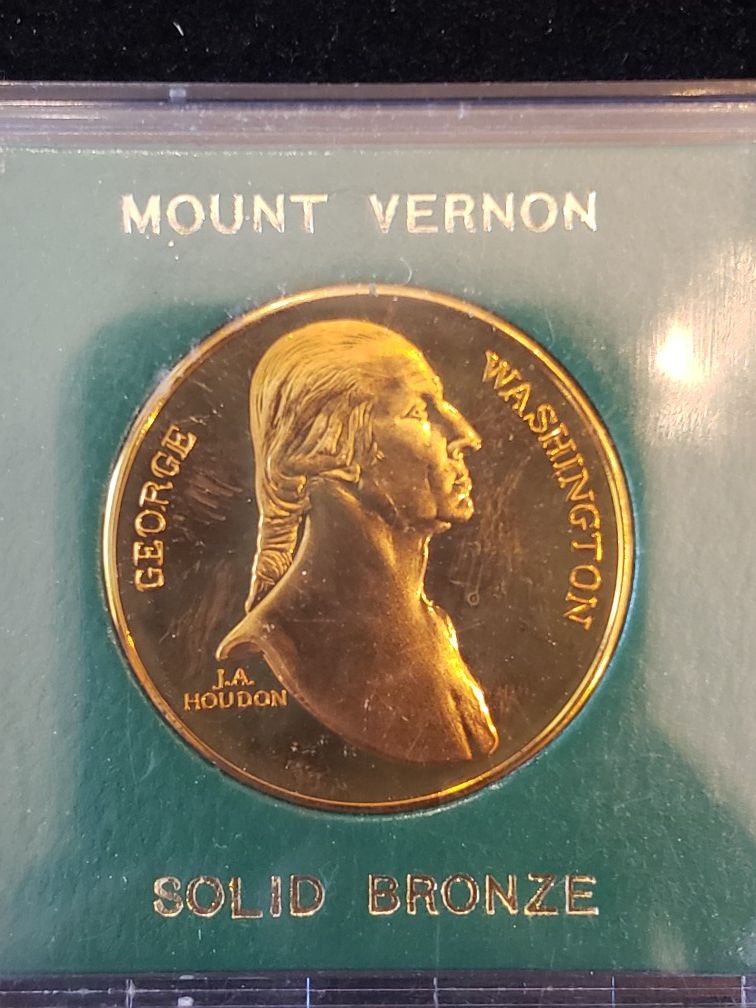 MOUNT VERNON
GEORGE
WASHINGTON
J.A.
HOUDON
SOLID BRONZE